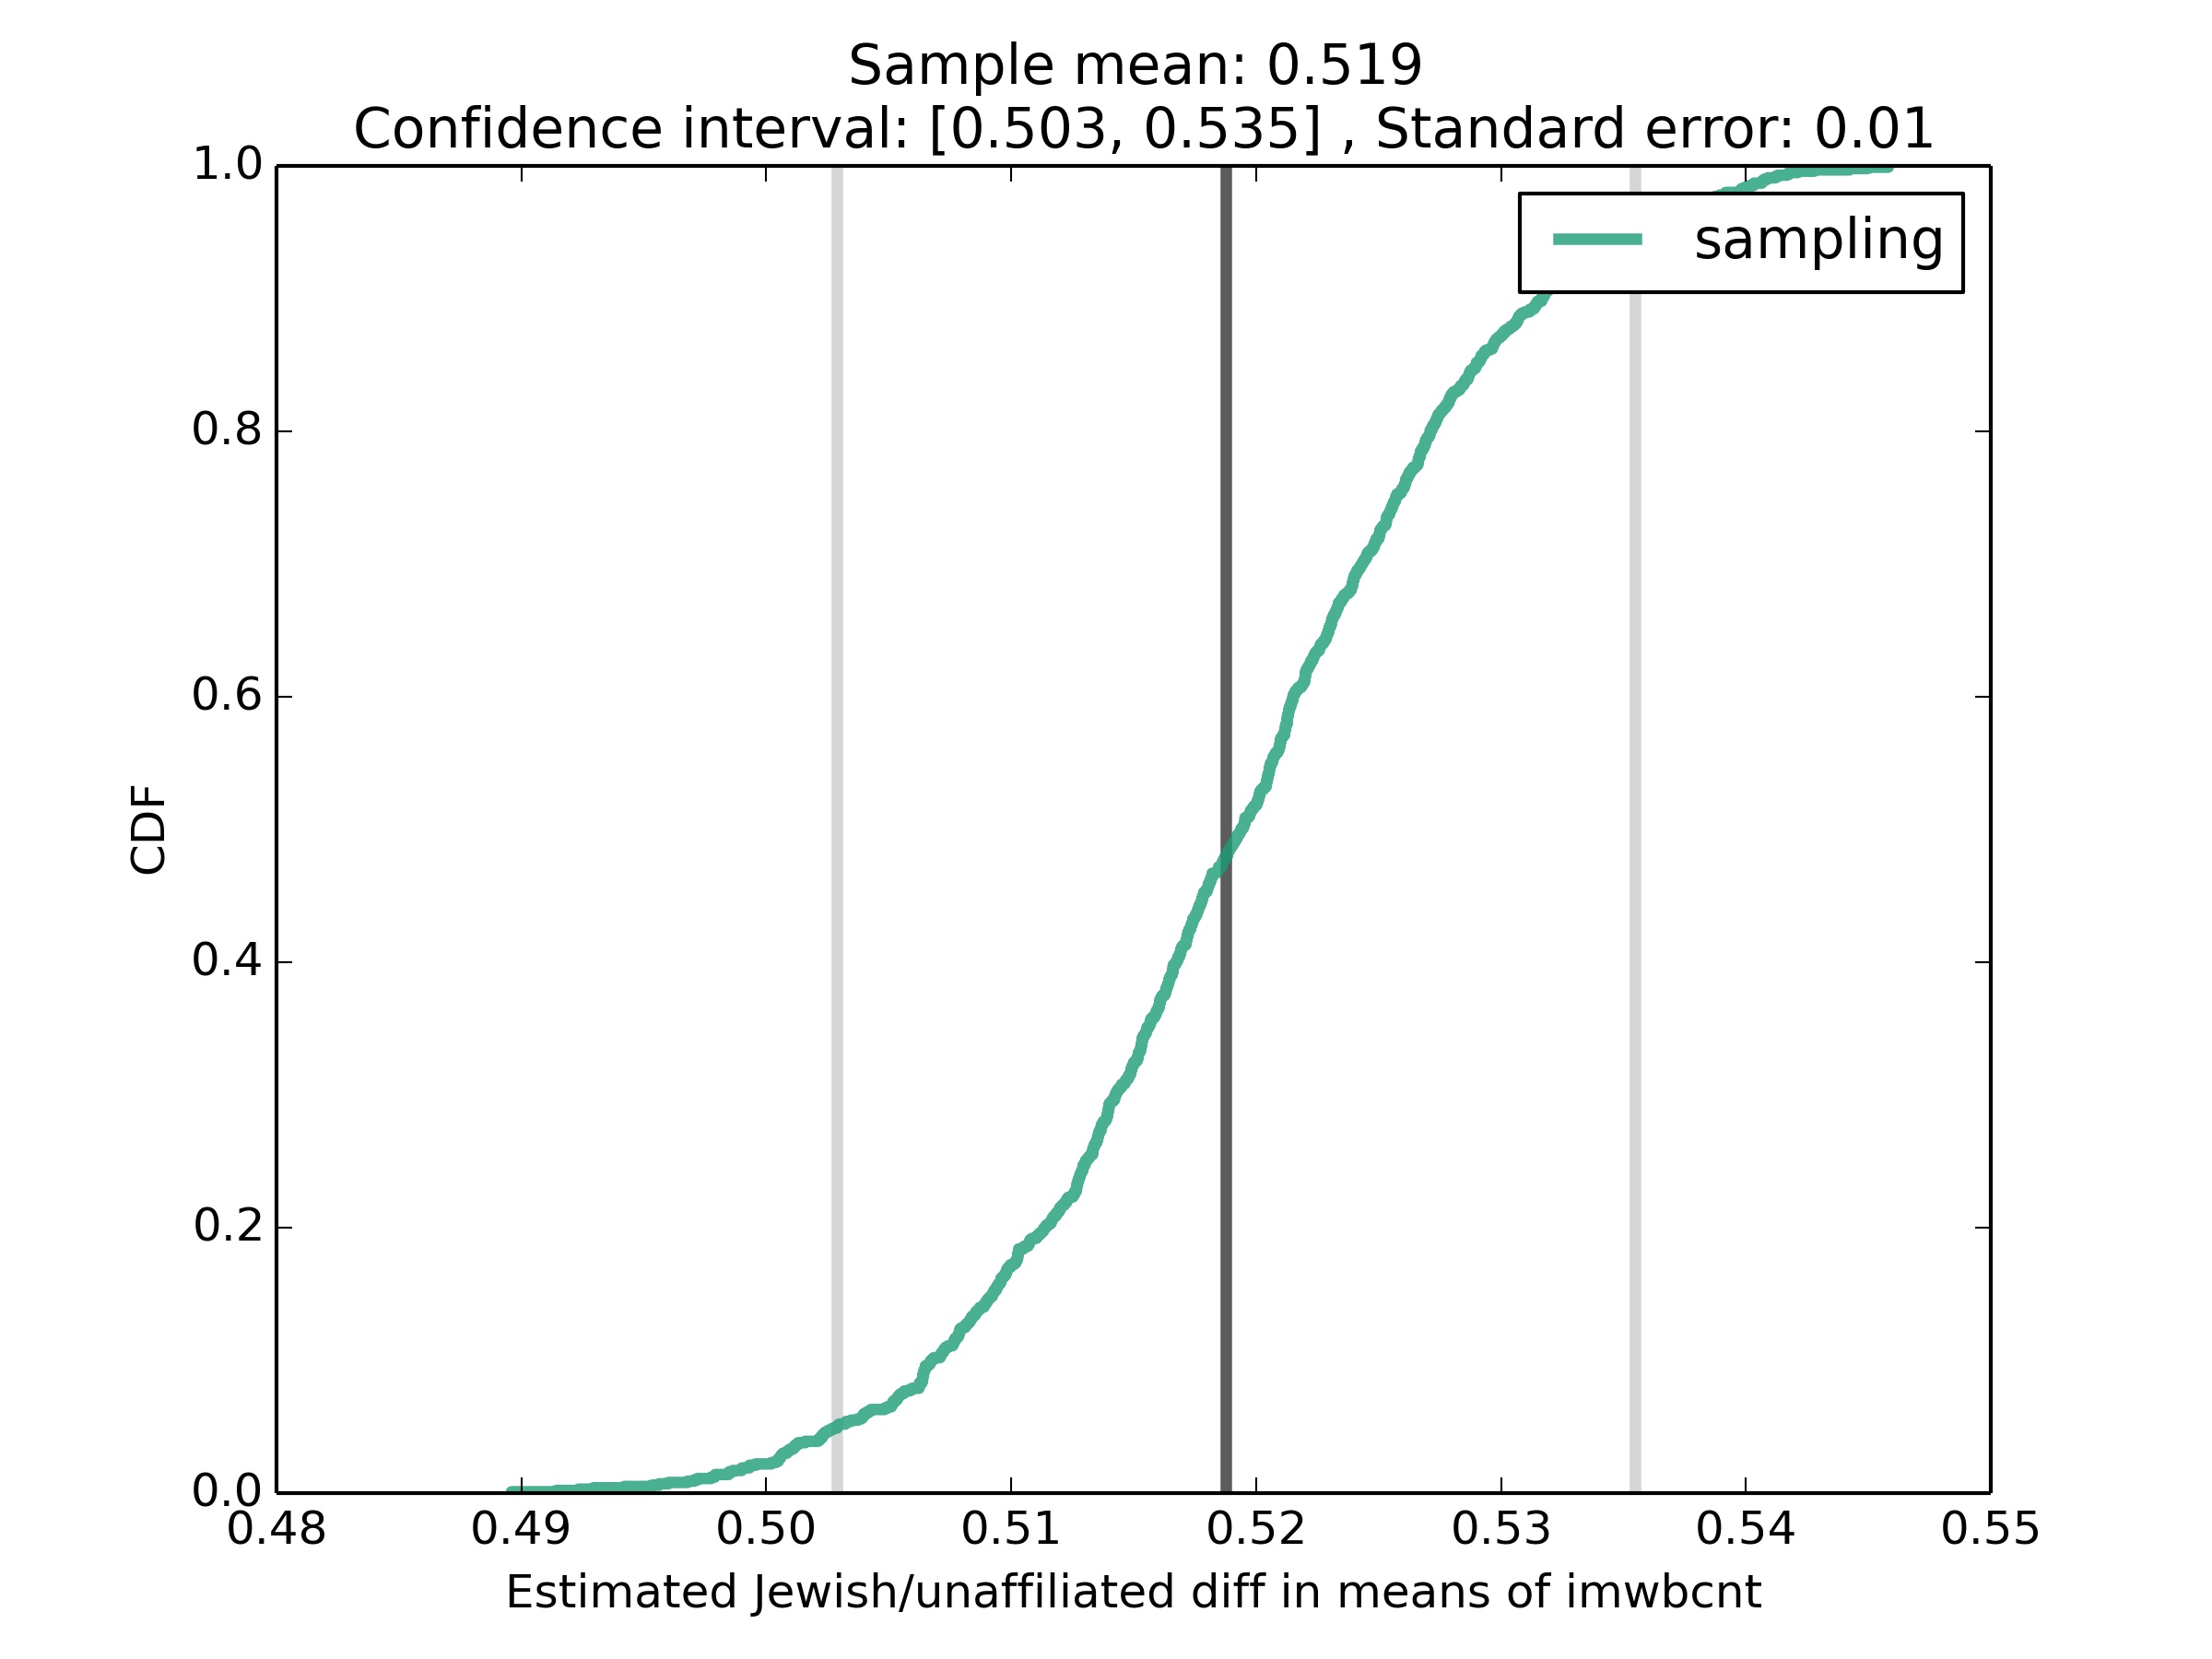 Sample mean: 0.519
Confidence interval: [0.503, 0.535] , Standard error: 0.01
1.0
sampling
0.8
0.6
CDF
0.4
0.2
0.0
0.48 0.49 0.50 0.51 0.52 0.53 0.54 0.55
Estimated Jewish/unaffiliated diff in means of imwbcnt